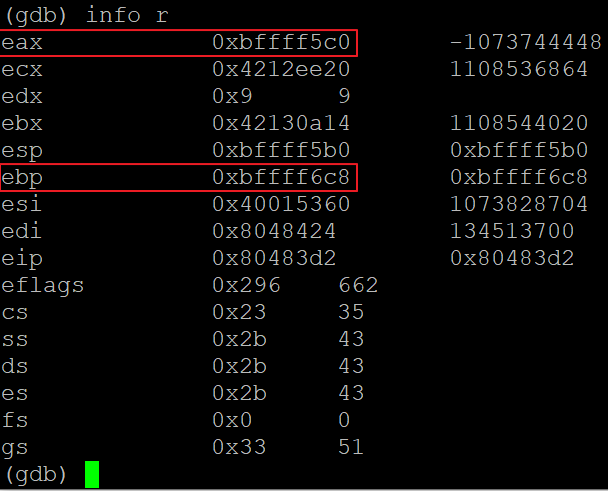 (gdb) info r
eax 0xbffff5c0 -1073744448
ecx 0x4212ee20 1108536864
edx 0x9 9
ebx 0x42130a14 1108544020
esp 0xbffff5b0 0xbffff5b0
ebp 0xbffff6c8 0xbffff6c8
esi 0x40015360 1073828704
edi 0x8048424 134513700
eip 0x80483d2 0x80483d2
eflags 0x296 662
cs 0x23 35
ss 0x2b 43
ds 0x2b 43
es 0x2b 43
fs 0x0 0
gs 0x33 51
(gdb)